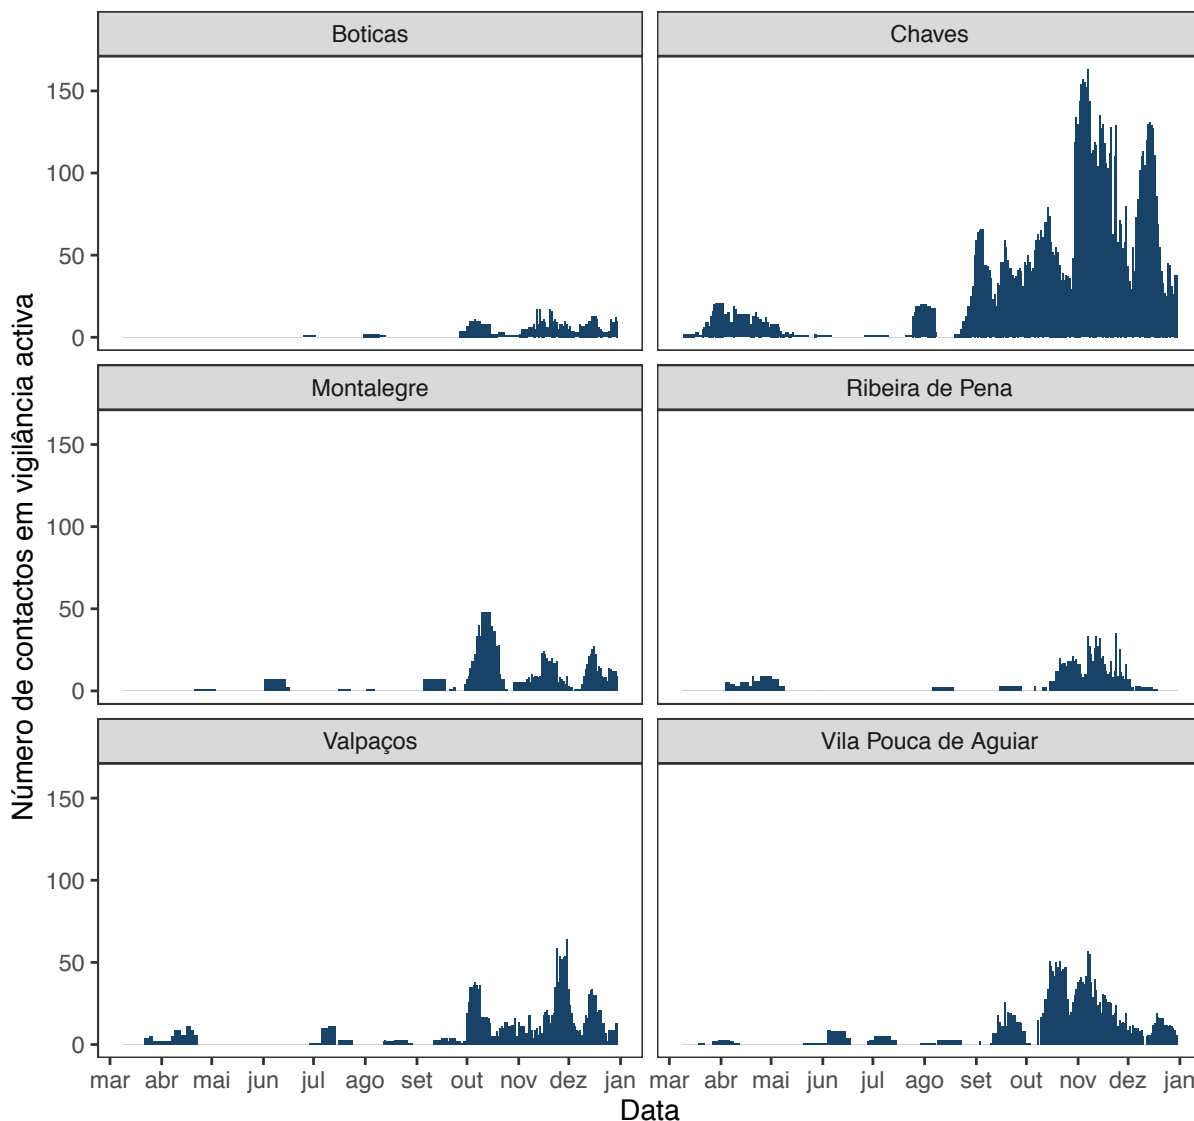 Boticas
Chaves
150
100
50
0
Montalegre
Ribeira de Pena
150
100
50
0
Valpaços
Vila Pouca de Aguiar
150
100
50
0
mar abr mai jun jul ago set out nov dez jan
mar abr mai jun jul ago set out nov dez jan
Data
Número de contactos em vigilância activa